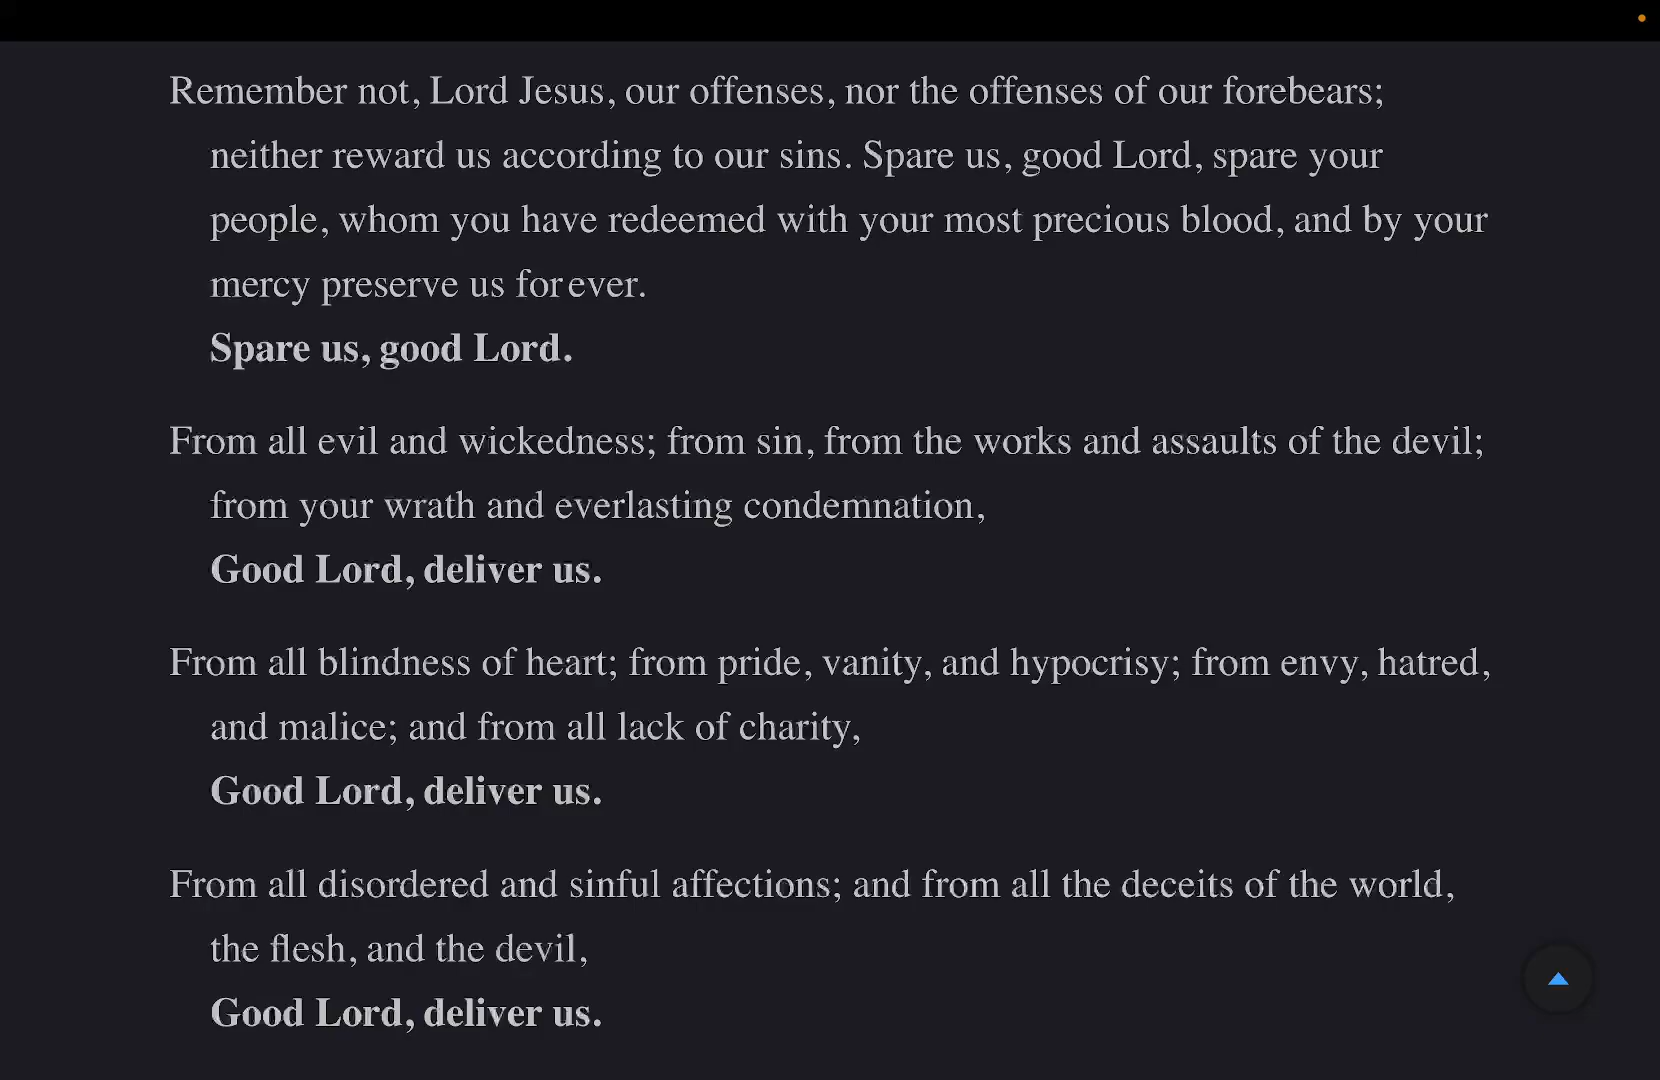 Remember not, Lord Jesus, our offenses, nor the offenses of our forebears;
neither reward us according to our sins. Spare us, good Lord, spare your
people, whom you have redeemed with your most precious blood, and by your
mercy preserve us for ever.
Spare us, good Lord.
From all evil and wickedness; from sin, from the works and assaults of the devil;
from your wrath and everlasting condemnation,
Good Lord, deliver us.
From all blindness of heart; from pride, vanity, and hypocrisy; from envy, hatred,
and malice; and from all lack of charity,
Good Lord, deliver us.
From all disordered and sinful affections; and from all the deceits of the world,
the flesh, and the devil,
Good Lord, deliver us.